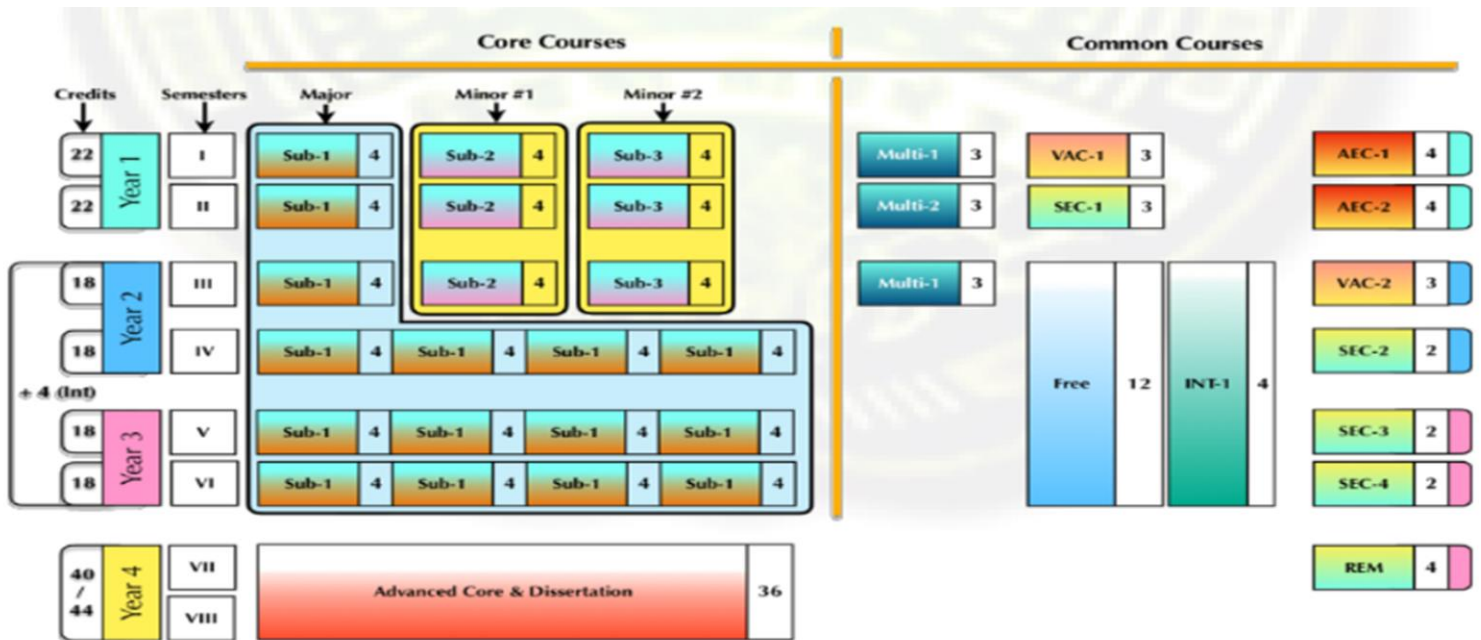 Core Courses
Common Courses
Credits Semesters Major Minor #1 Minor #2
22 Year 1 I Sub-1 4 Sub-2 4 Sub-3 4 Multi-1 3 VAC-1 3 AEC-1 4
22 II Sub-1 4 Sub-2 4 Sub-3 4 Multi-2 3 SEC-1 3 AEC-2 4
18 Year 2 III Sub-1 4 Sub-2 4 Sub-3 4 Multi-1 3 VAC-2 3
18 IV Sub-1 4 Sub-1 4 Sub-1 4 Sub-1 4 Free 12 INT-1 4 SEC-2 2
+ 4 (Int)
18 Year 3 V Sub-1 4 Sub-1 4 Sub-1 4 Sub-1 4 SEC-3 2
18 VI Sub-1 4 Sub-1 4 Sub-1 4 Sub-1 4 SEC-4 2
40 / 44 Year 4 VII Advanced Core & Dissertation 36 REM 4
VIII